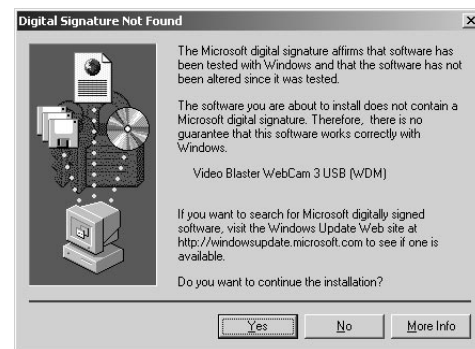 Digital Signature Not Found
The Microsoft digital signature affirms that software has
been tested with Windows and that the software has not
been altered since it was tested.
The software you are about to install does not contain a
Microsoft digital signature. Therefore, there is no
guarantee that this software works correctly with
Windows.
Video Blaster WebCam 3 USB (WDM)
If you want to search for Microsoft digitally signed
software, visit the Windows Update Web site at
http://windowsupdate.microsoft.com to see if one is
available.
Do you want to continue the installation?
Yes No More Info